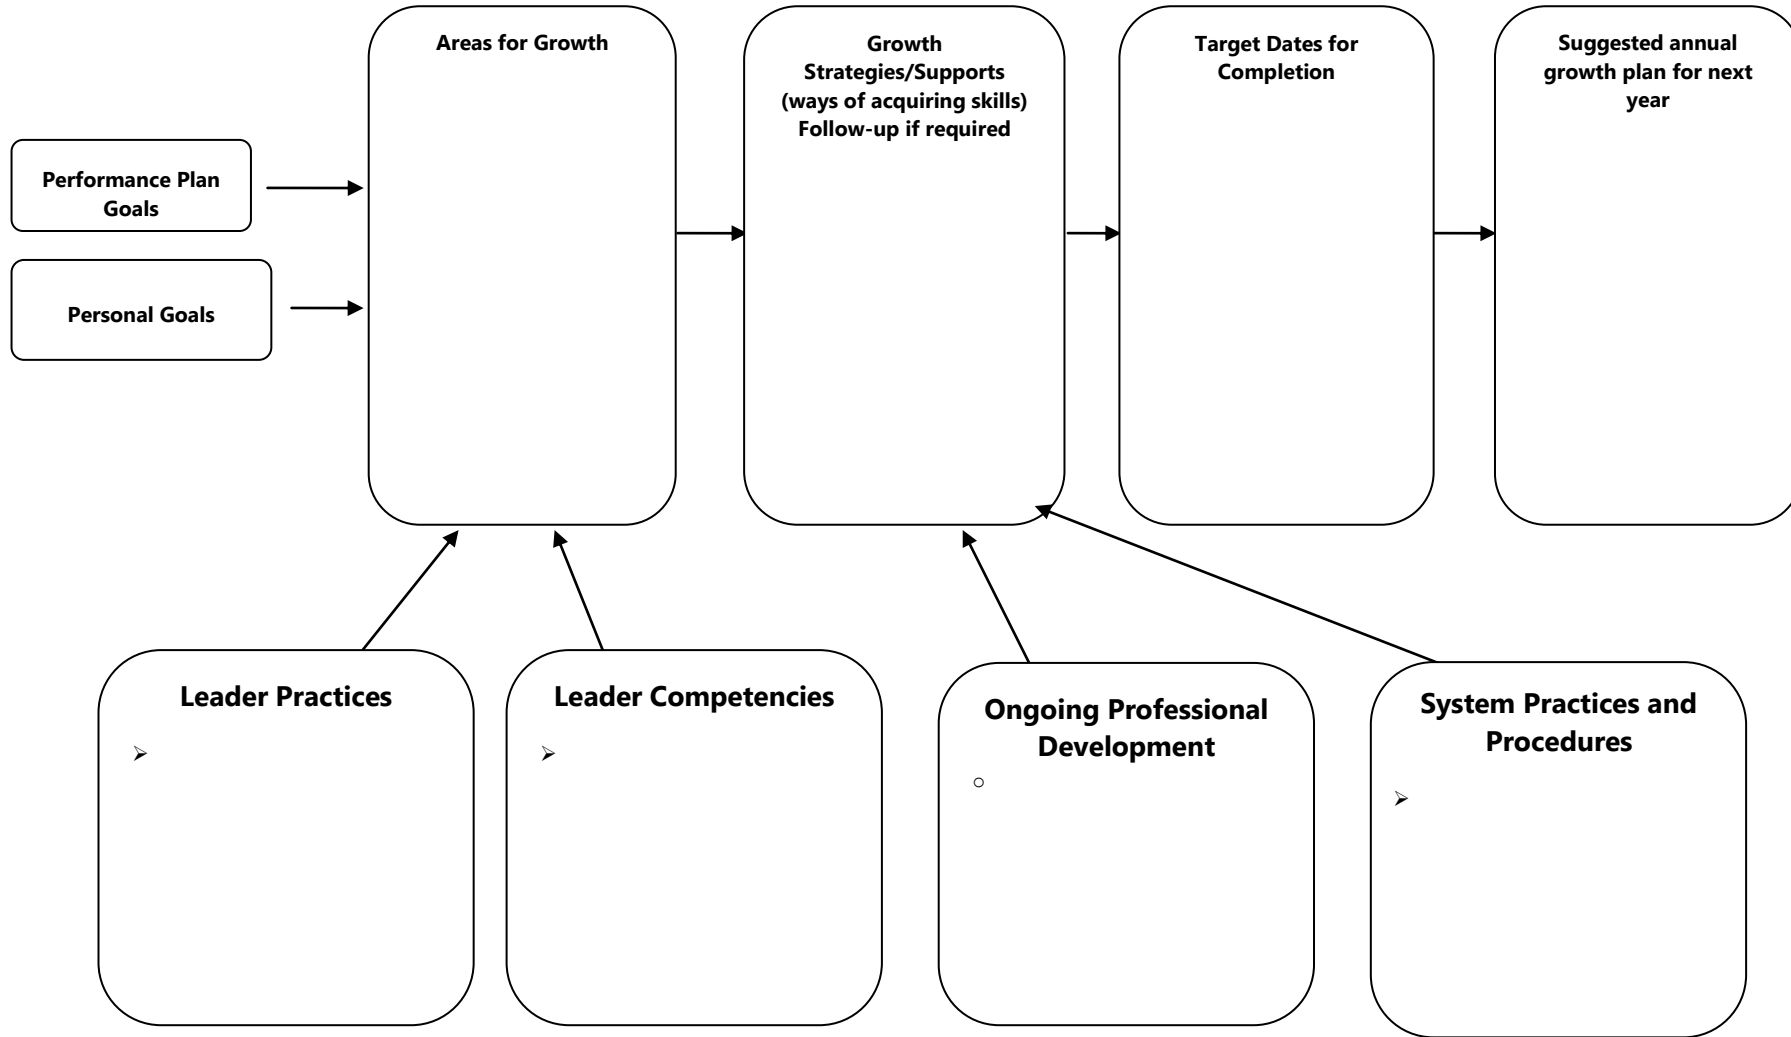 Areas for Growth
Growth
Strategies/Supports
(ways of acquiring skills)
Follow-up if required
Target Dates for
Completion
Suggested annual
growth plan for next
year
Performance Plan
Goals
Personal Goals
Leader Practices
➢
Leader Competencies
➢
Ongoing Professional
Development
○
System Practices and
Procedures
➢